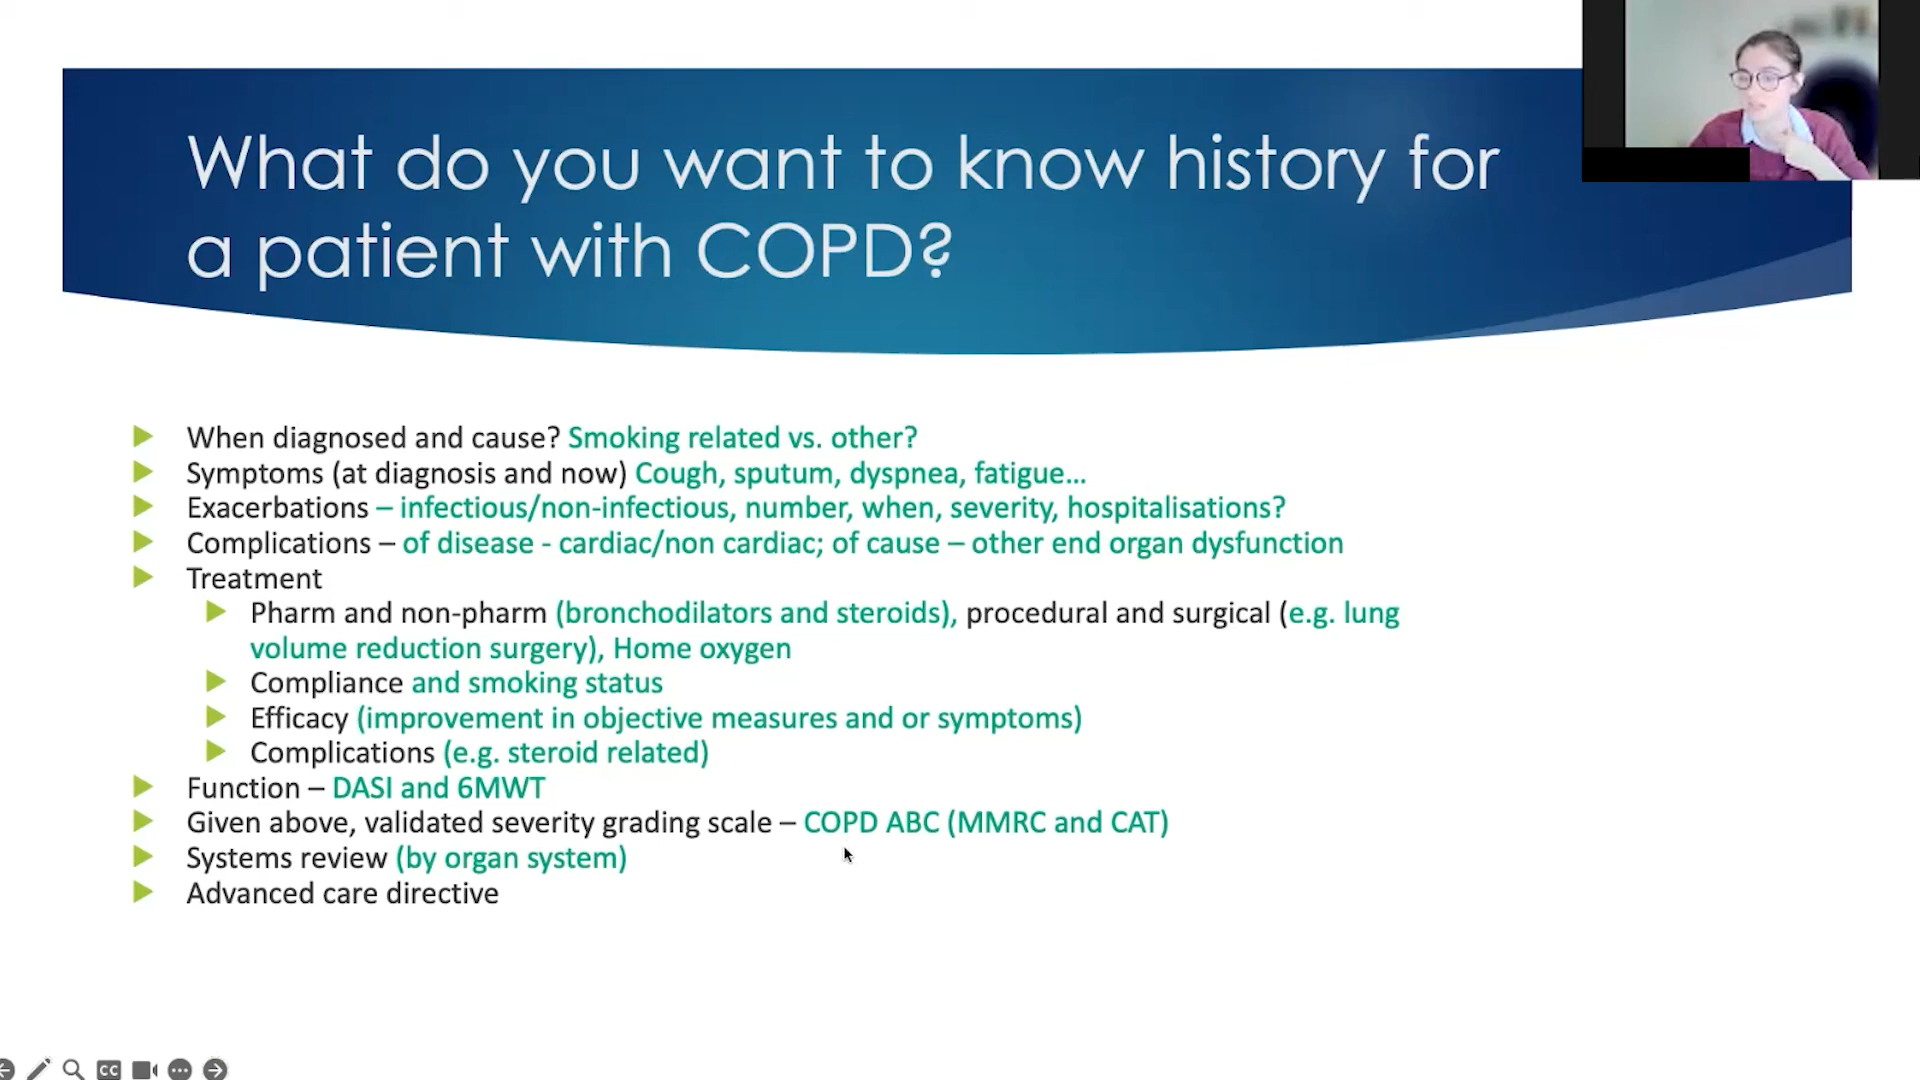 What do you want to know history for
a patient with COPD?
When diagnosed and cause? Smoking related vs. other?
Symptoms (at diagnosis and now) Cough, sputum, dyspnea, fatigue...
Exacerbations – infectious/non-infectious, number, when, severity, hospitalisations?
Complications – of disease - cardiac/non cardiac; of cause – other end organ dysfunction
Treatment
Pharm and non-pharm (bronchodilators and steroids), procedural and surgical (e.g. lung
volume reduction surgery), Home oxygen
Compliance and smoking status
Efficacy (improvement in objective measures and or symptoms)
Complications (e.g. steroid related)
Function – DASI and 6MWT
Given above, validated severity grading scale – COPD ABC (MMRC and CAT)
Systems review (by organ system)
Advanced care directive
CC